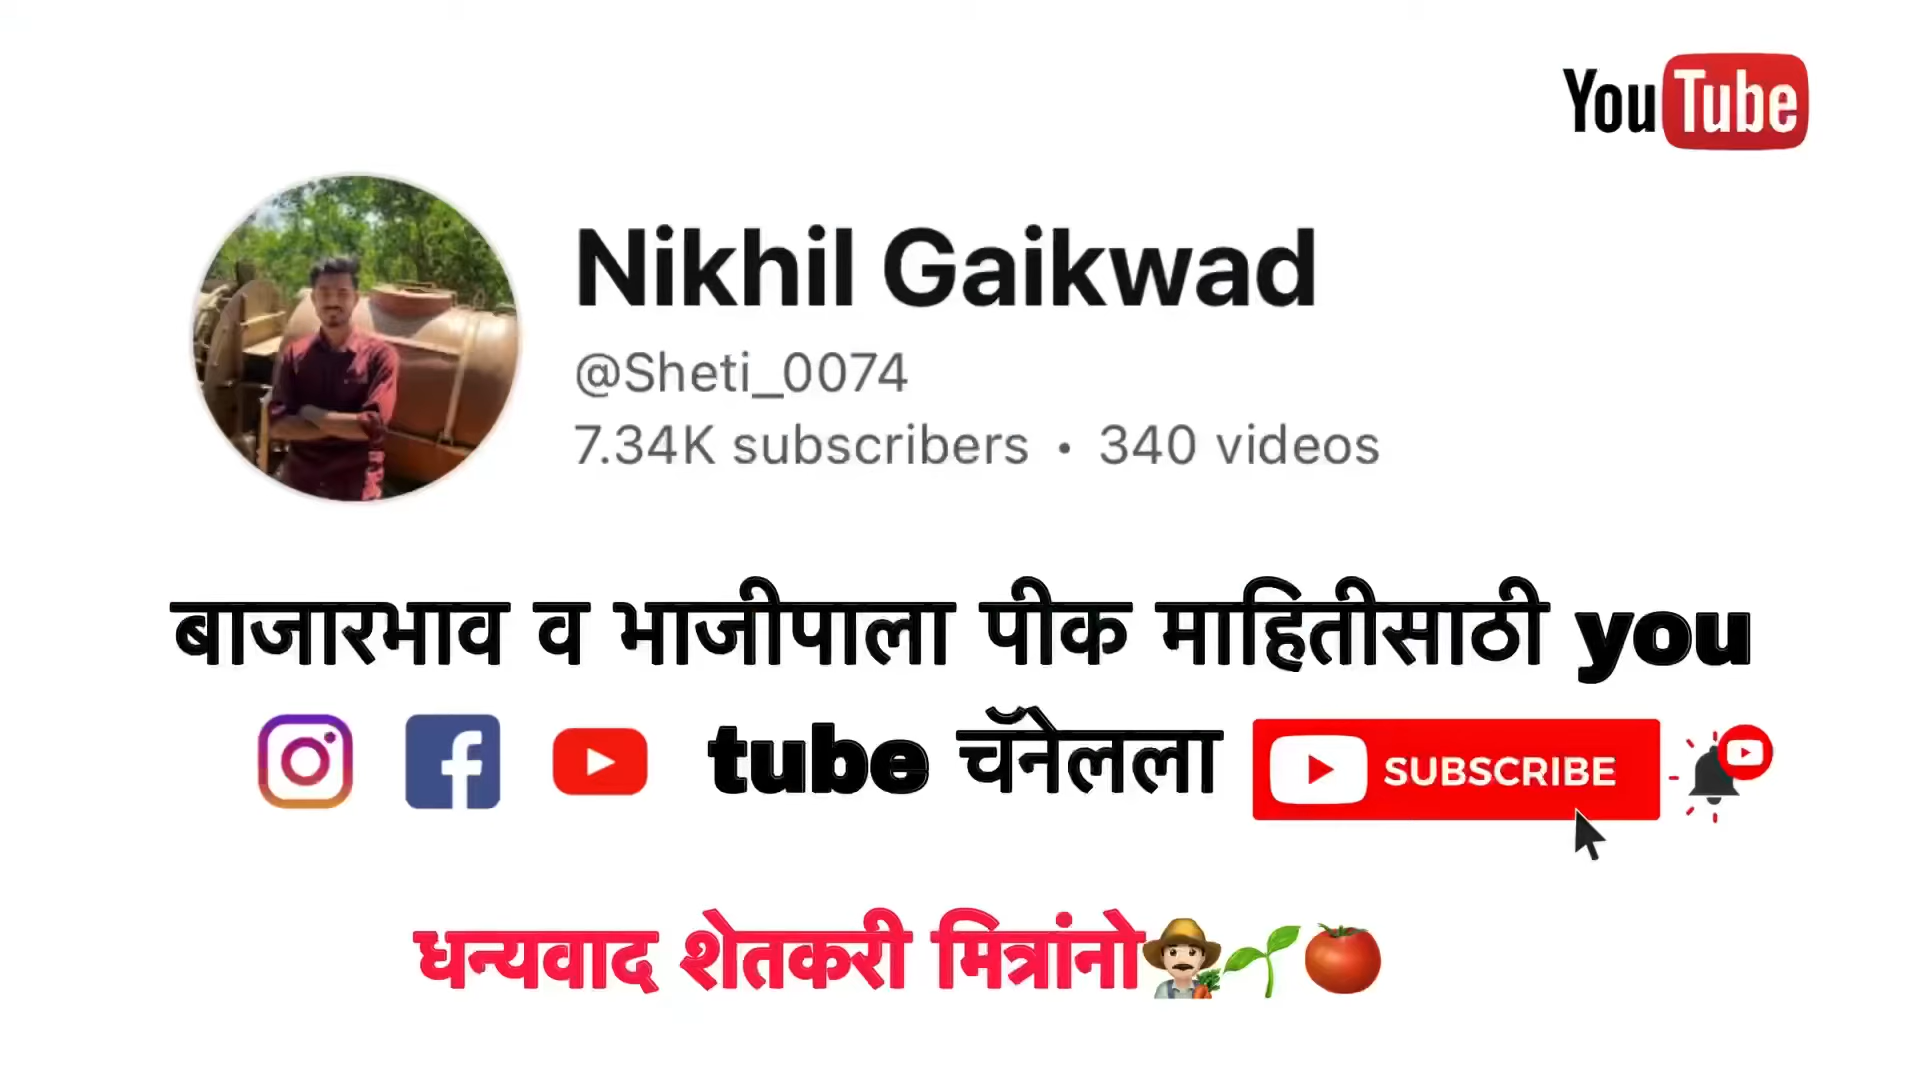 YouTube
Nikhil Gaikwad
@Sheti_0074
7.34K subscribers • 340 videos
बाजारभाव व भाजीपाला पीक माहितीसाठी you
tube चॅनेलला SUBSCRIBE
धन्यवाद शेतकरी मित्रांनो